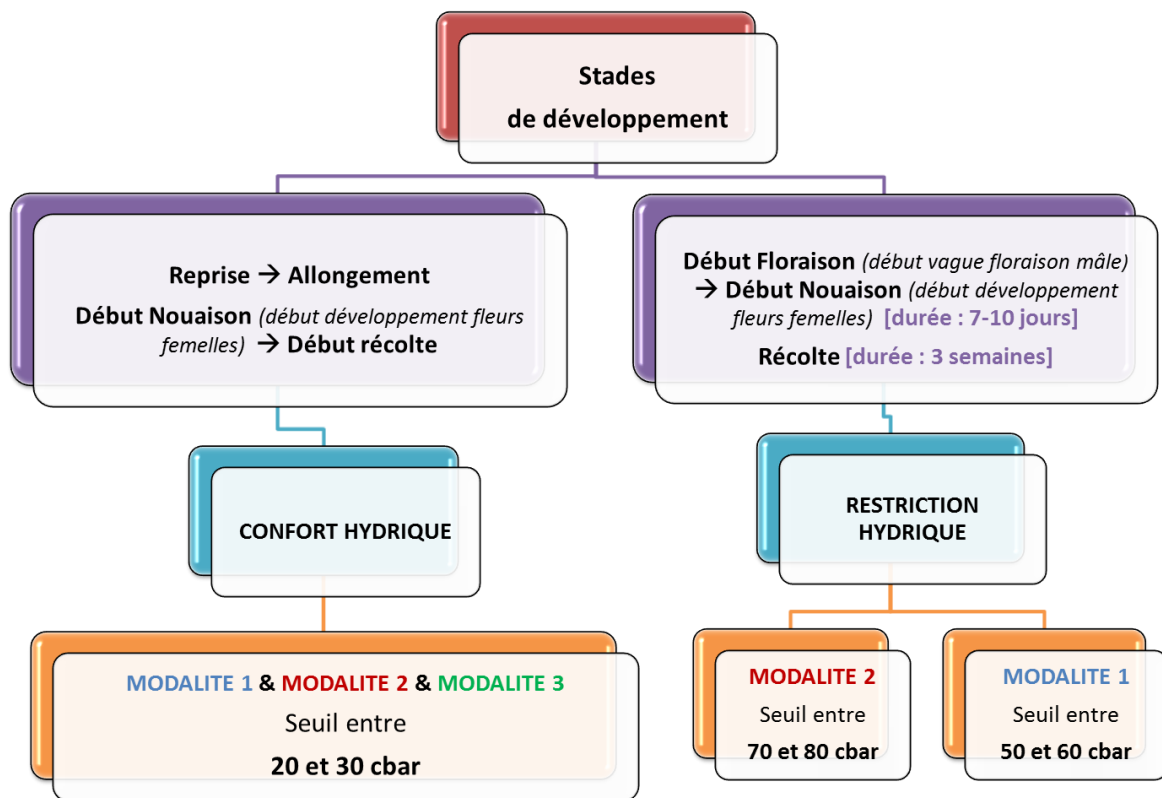 Stades
de développement
Reprise → Allongement
Début Nouaison (début développement fleurs
femelles) → Début récolte
Début Floraison (début vague floraison mâle)
→ Début Nouaison (début développement
fleurs femelles) [durée : 7-10 jours]
Récolte [durée : 3 semaines]
CONFORT HYDRIQUE
RESTRICTION
HYDRIQUE
MODALITE 1 & MODALITE 2 & MODALITE 3
Seuil entre
20 et 30 cbar
MODALITE 2
Seuil entre
70 et 80 cbar
MODALITE 1
Seuil entre
50 et 60 cbar